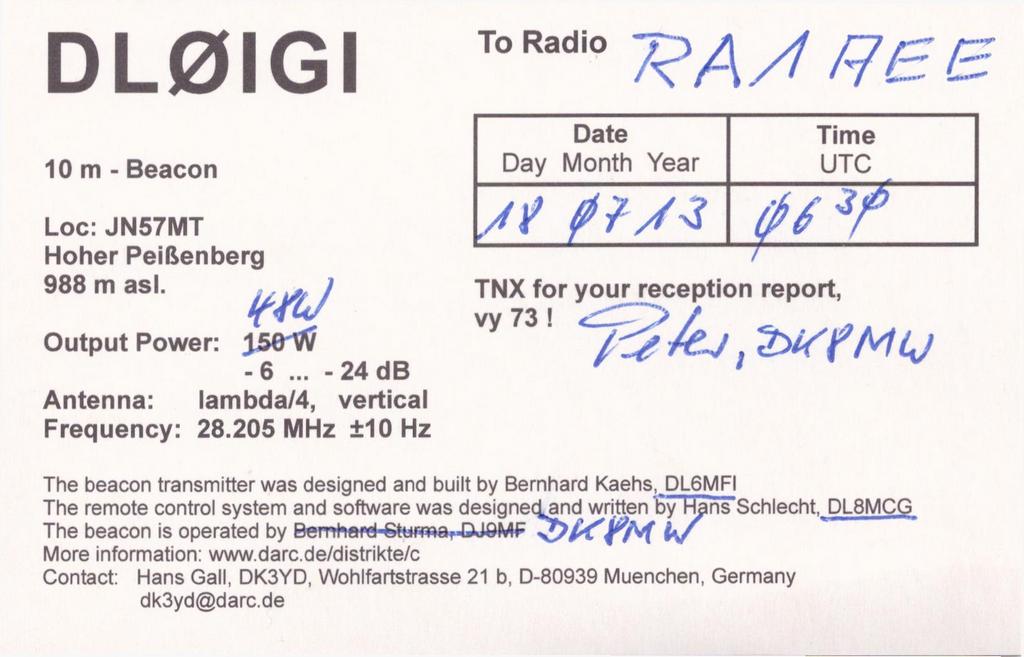 DLØIGI
10 m - Beacon
Loc: JN57MT
Hoher Peißenberg
988 m asl.
48W
Output Power: 150 W
- 6 ... - 24 dB
Antenna: lambda/4, vertical
Frequency: 28.205 MHz ±10 Hz
To Radio RA1AEE
Date Time
Day Month Year UTC
18 Ø7 13 Ø6 3Ø
TNX for your reception report,
vy 73 !
Peter, DK8MW
The beacon transmitter was designed and built by Bernhard Kaehs, DL6MFI
The remote control system and software was designed and written by Hans Schlecht, DL8MCG
The beacon is operated by Bernhard Sturma, DJ9MF DK8MW
More information: www.darc.de/distrikte/c
Contact: Hans Gall, DK3YD, Wohlfartstrasse 21 b, D-80939 Muenchen, Germany
dk3yd@darc.de